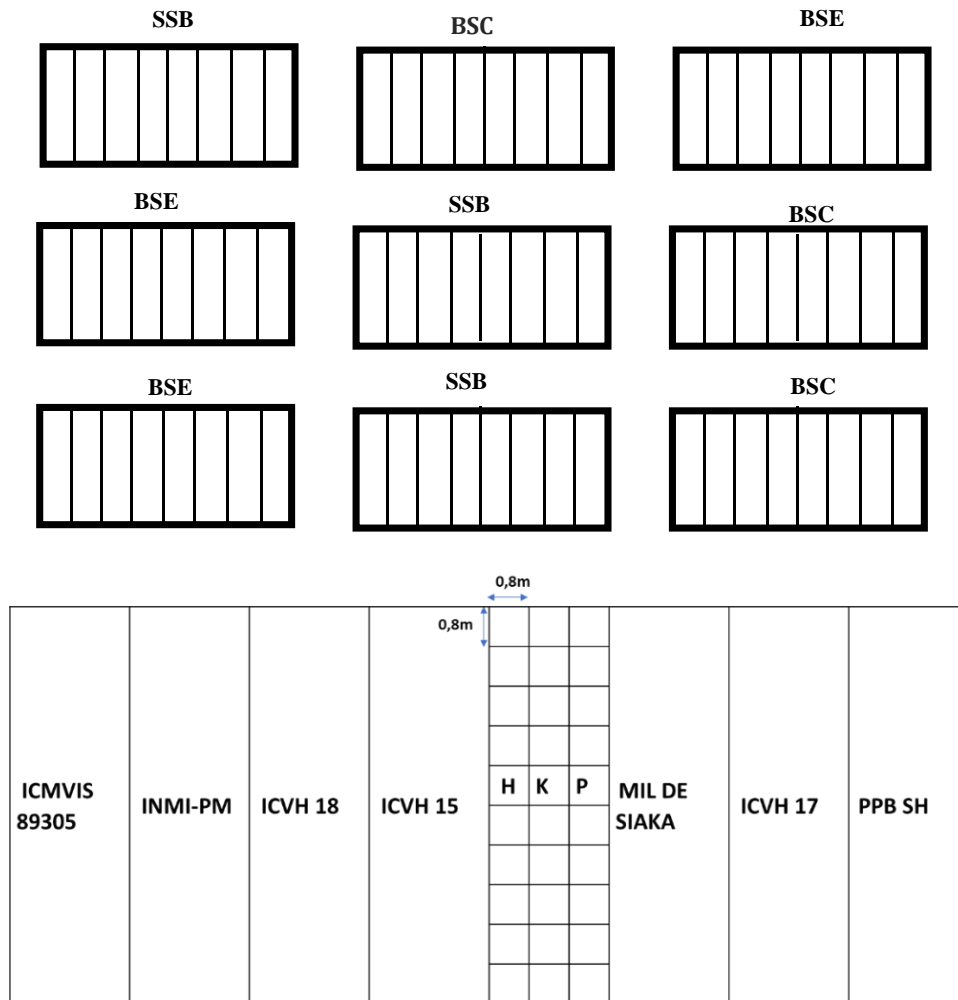 SSB BSC BSE
BSE SSB BSC
BSE SSB BSC
0,8m
0,8m
ICMVIS
89305
INMI-PM
ICVH 18
ICVH 15
H K P
MIL DE
SIAKA
ICVH 17
PPB SH